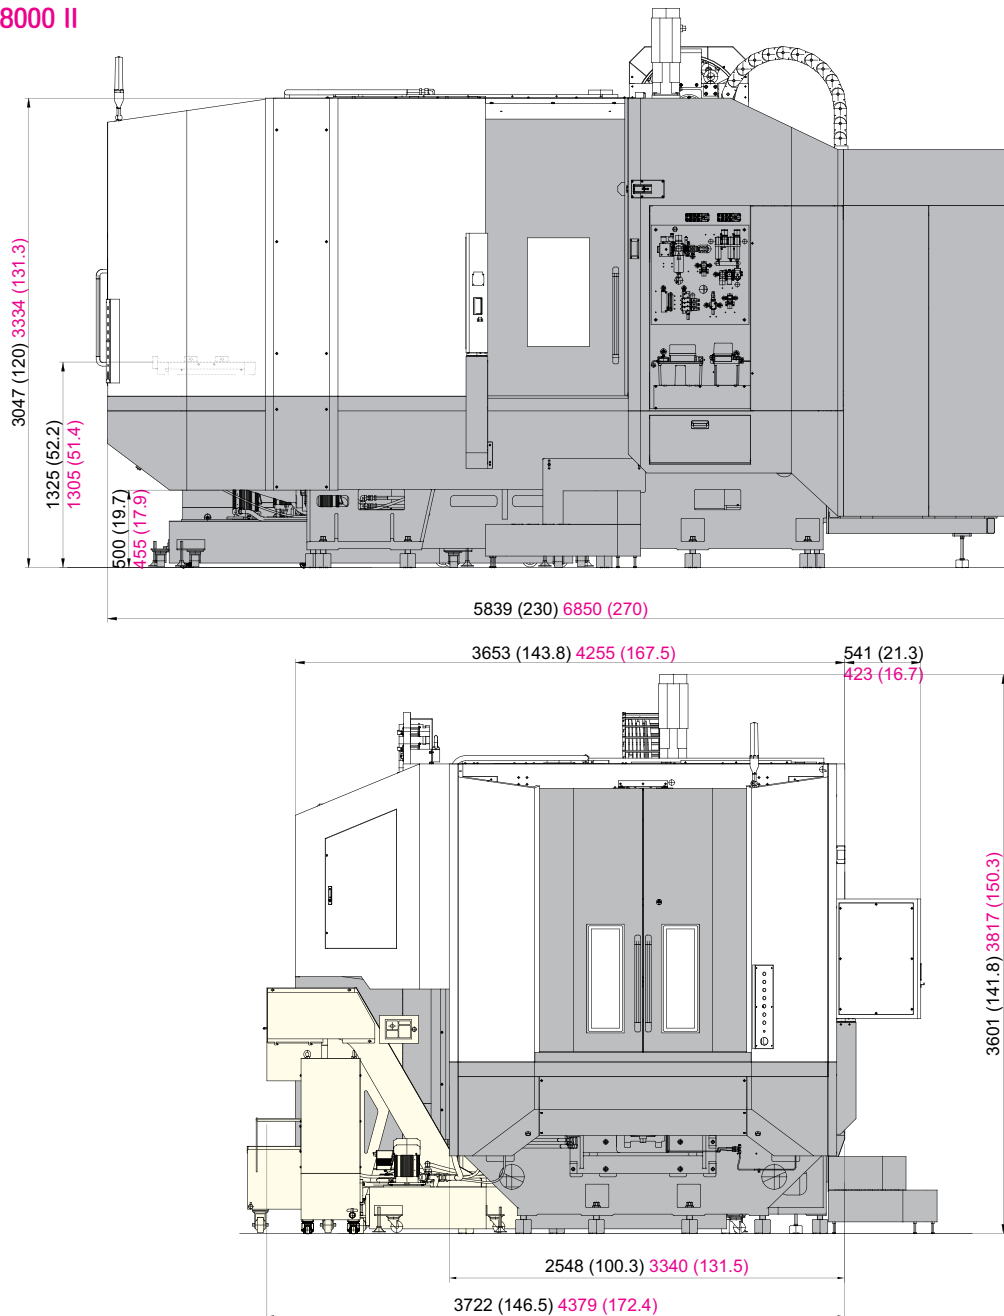 8000 II
3047 (120) 3334 (131.3)
1325 (52.2)
1305 (51.4)
500 (19.7)
455 (17.9)
5839 (230) 6850 (270)
3653 (143.8) 4255 (167.5)
541 (21.3)
423 (16.7)
3601 (141.8) 3817 (150.3)
2548 (100.3) 3340 (131.5)
3722 (146.5) 4379 (172.4)